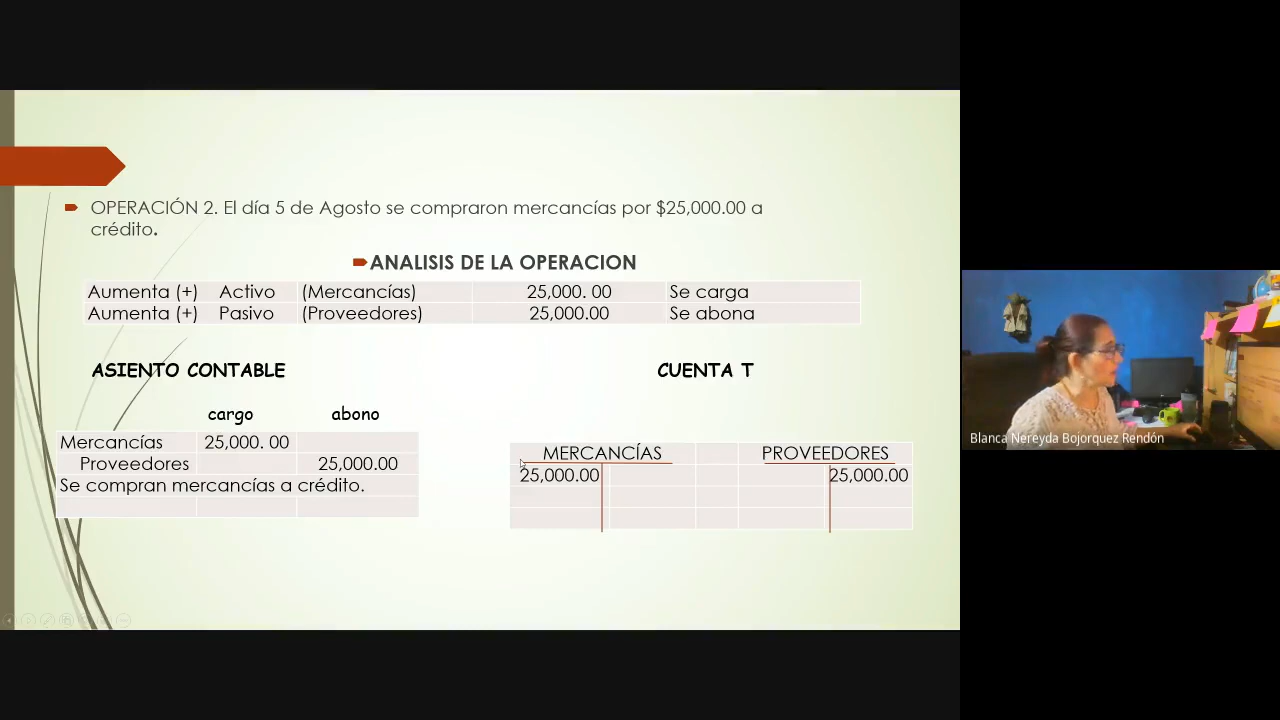 OPERACIÓN 2. El día 5 de Agosto se compraron mercancías por $25,000.00 a
crédito.
ANALISIS DE LA OPERACION
Aumenta (+) Activo (Mercancías) 25,000. 00 Se carga
Aumenta (+) Pasivo (Proveedores) 25,000.00 Se abona
ASIENTO CONTABLE
cargo abono
Mercancías 25,000. 00
Proveedores 25,000.00
Se compran mercancías a crédito.
CUENTA T
MERCANCÍAS PROVEEDORES
25,000.00 25,000.00
Blanca Nereyda Bojorquez Rendón